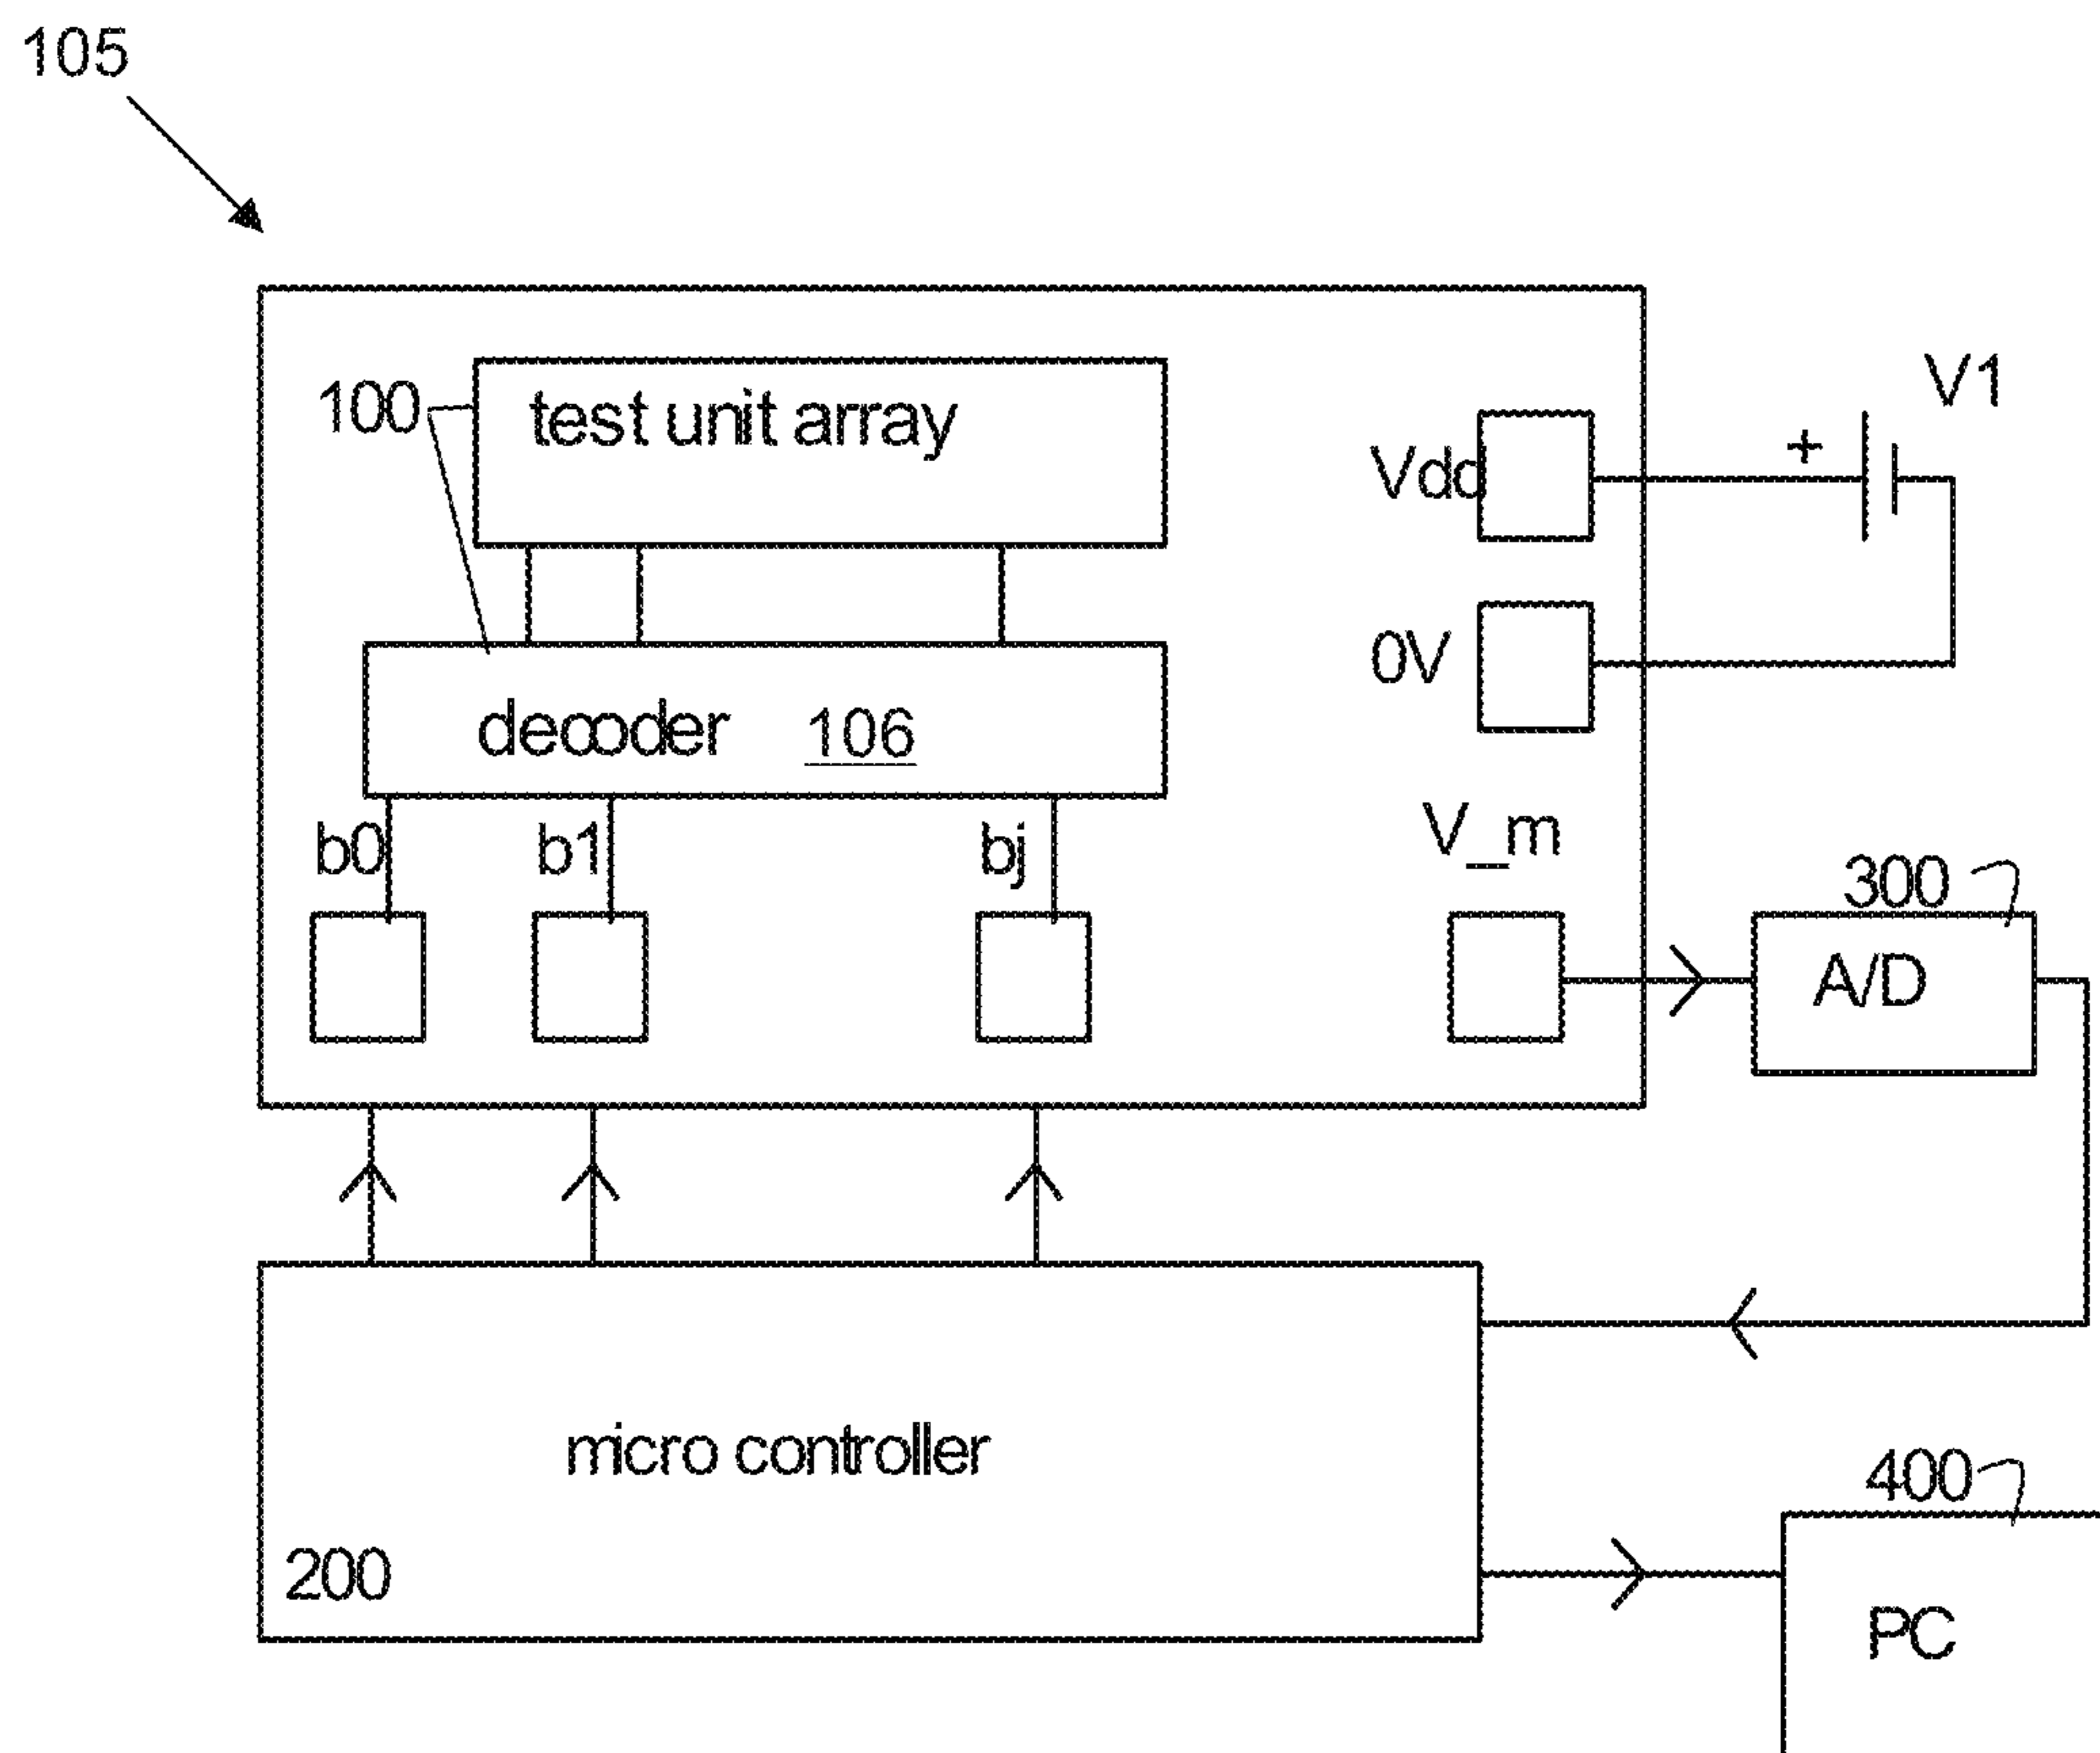 105
100
test unit array
Vdd
+
V1
0V
decoder 106
b0
b1
bj
V_m
300
A/D
micro controller
200
400
PC